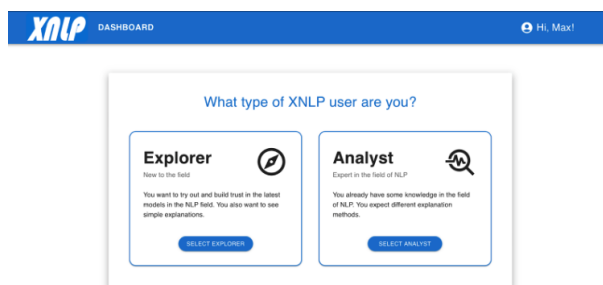 XNLP DASHBOARD Hi, Max!
What type of XNLP user are you?
Explorer
New to the field
You want to try out and build trust in the latest
models in the NLP field. You also want to see
simple explanations.
SELECT EXPLORER
Analyst
Expert in the field of NLP
You already have some knowledge in the field
of NLP. You expect different explanation
methods.
SELECT ANALYST